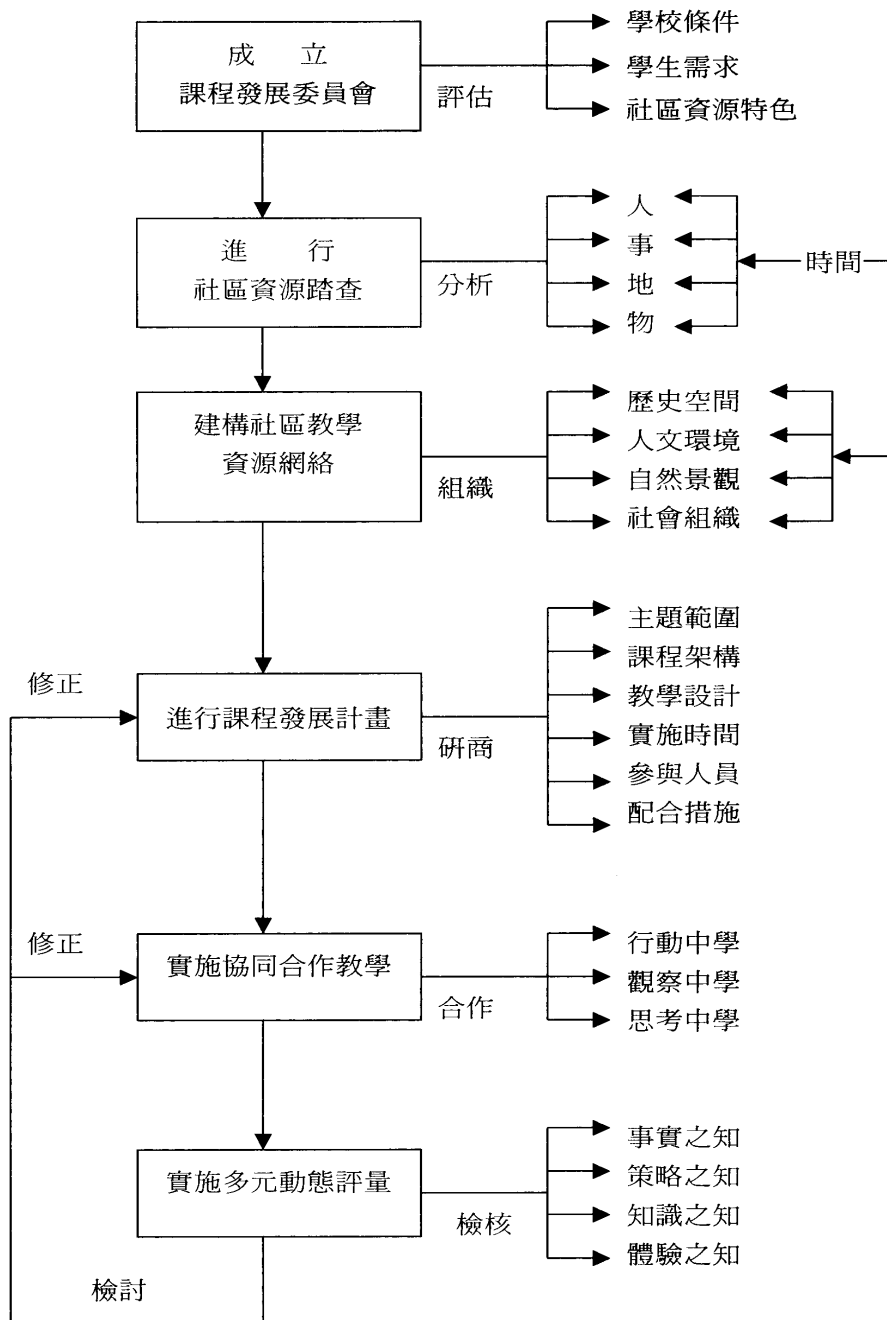 成 立
課程發展委員會
評估
學校條件
學生需求
社區資源特色
進 行
社區資源踏查
分析
人
事
地
物
時間
建構社區教學
資源網絡
組織
歷史空間
人文環境
自然景觀
社會組織
修正
進行課程發展計畫
研商
主題範圍
課程架構
教學設計
實施時間
參與人員
配合措施
修正
實施協同合作教學
合作
行動中學
觀察中學
思考中學
實施多元動態評量
檢核
事實之知
策略之知
知識之知
體驗之知
檢討